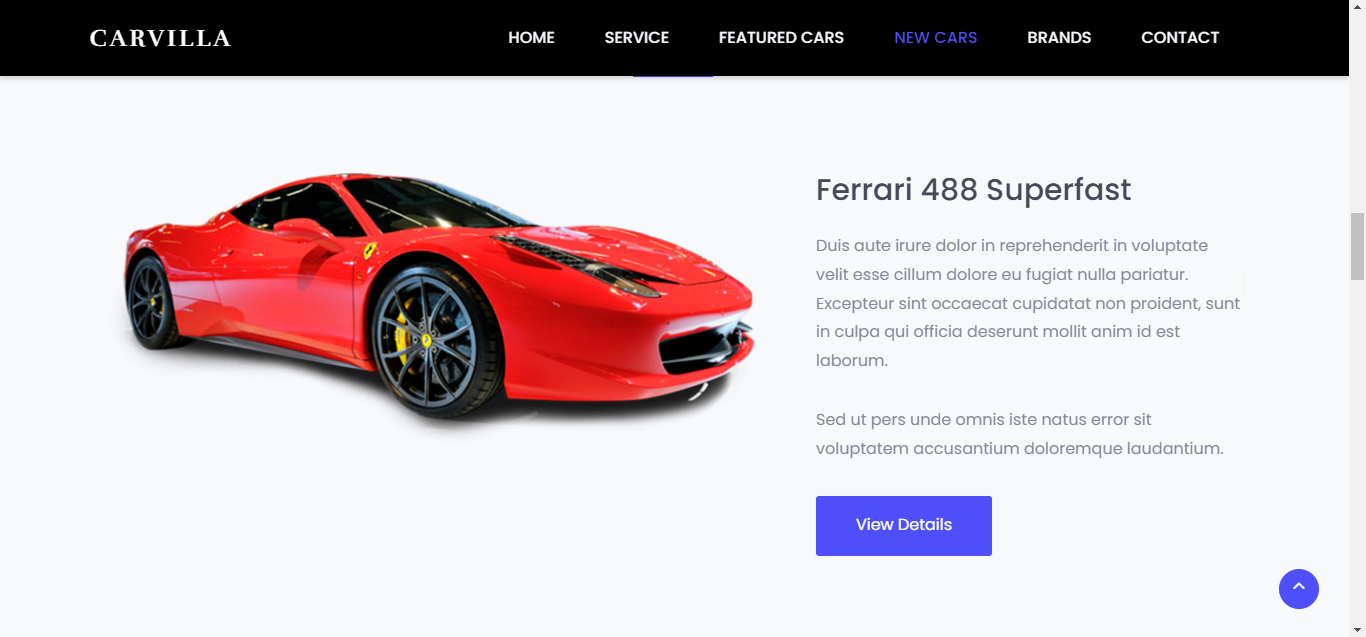 CARVILLA
HOME SERVICE FEATURED CARS NEW CARS BRANDS CONTACT
Ferrari 488 Superfast
Duis aute irure dolor in reprehenderit in voluptate
velit esse cillum dolore eu fugiat nulla pariatur.
Excepteur sint occaecat cupidatat non proident, sunt
in culpa qui officia deserunt mollit anim id est
laborum.
Sed ut pers unde omnis iste natus error sit
voluptatem accusantium doloremque laudantium.
View Details